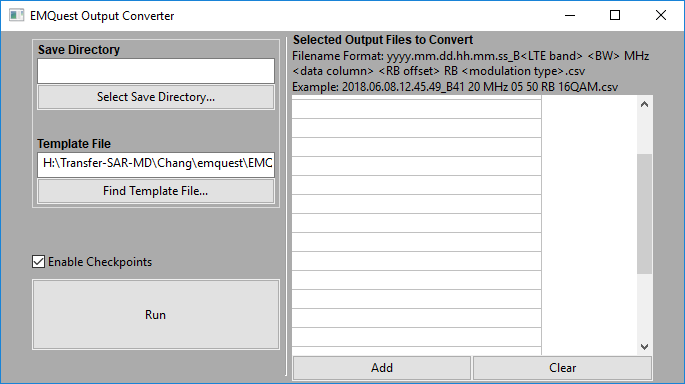 EMQuest Output Converter
Save Directory
Select Save Directory...
Template File
H:\Transfer-SAR-MD\Chang\emquest\EMC
Find Template File...
Enable Checkpoints
Run
Selected Output Files to Convert
Filename Format: yyyy.mm.dd.hh.mm.ss_B<LTE band> <BW> MHz
<data column> <RB offset> RB <modulation type>.csv
Example: 2018.06.08.12.45.49_B41 20 MHz 05 50 RB 16QAM.csv
Add
Clear